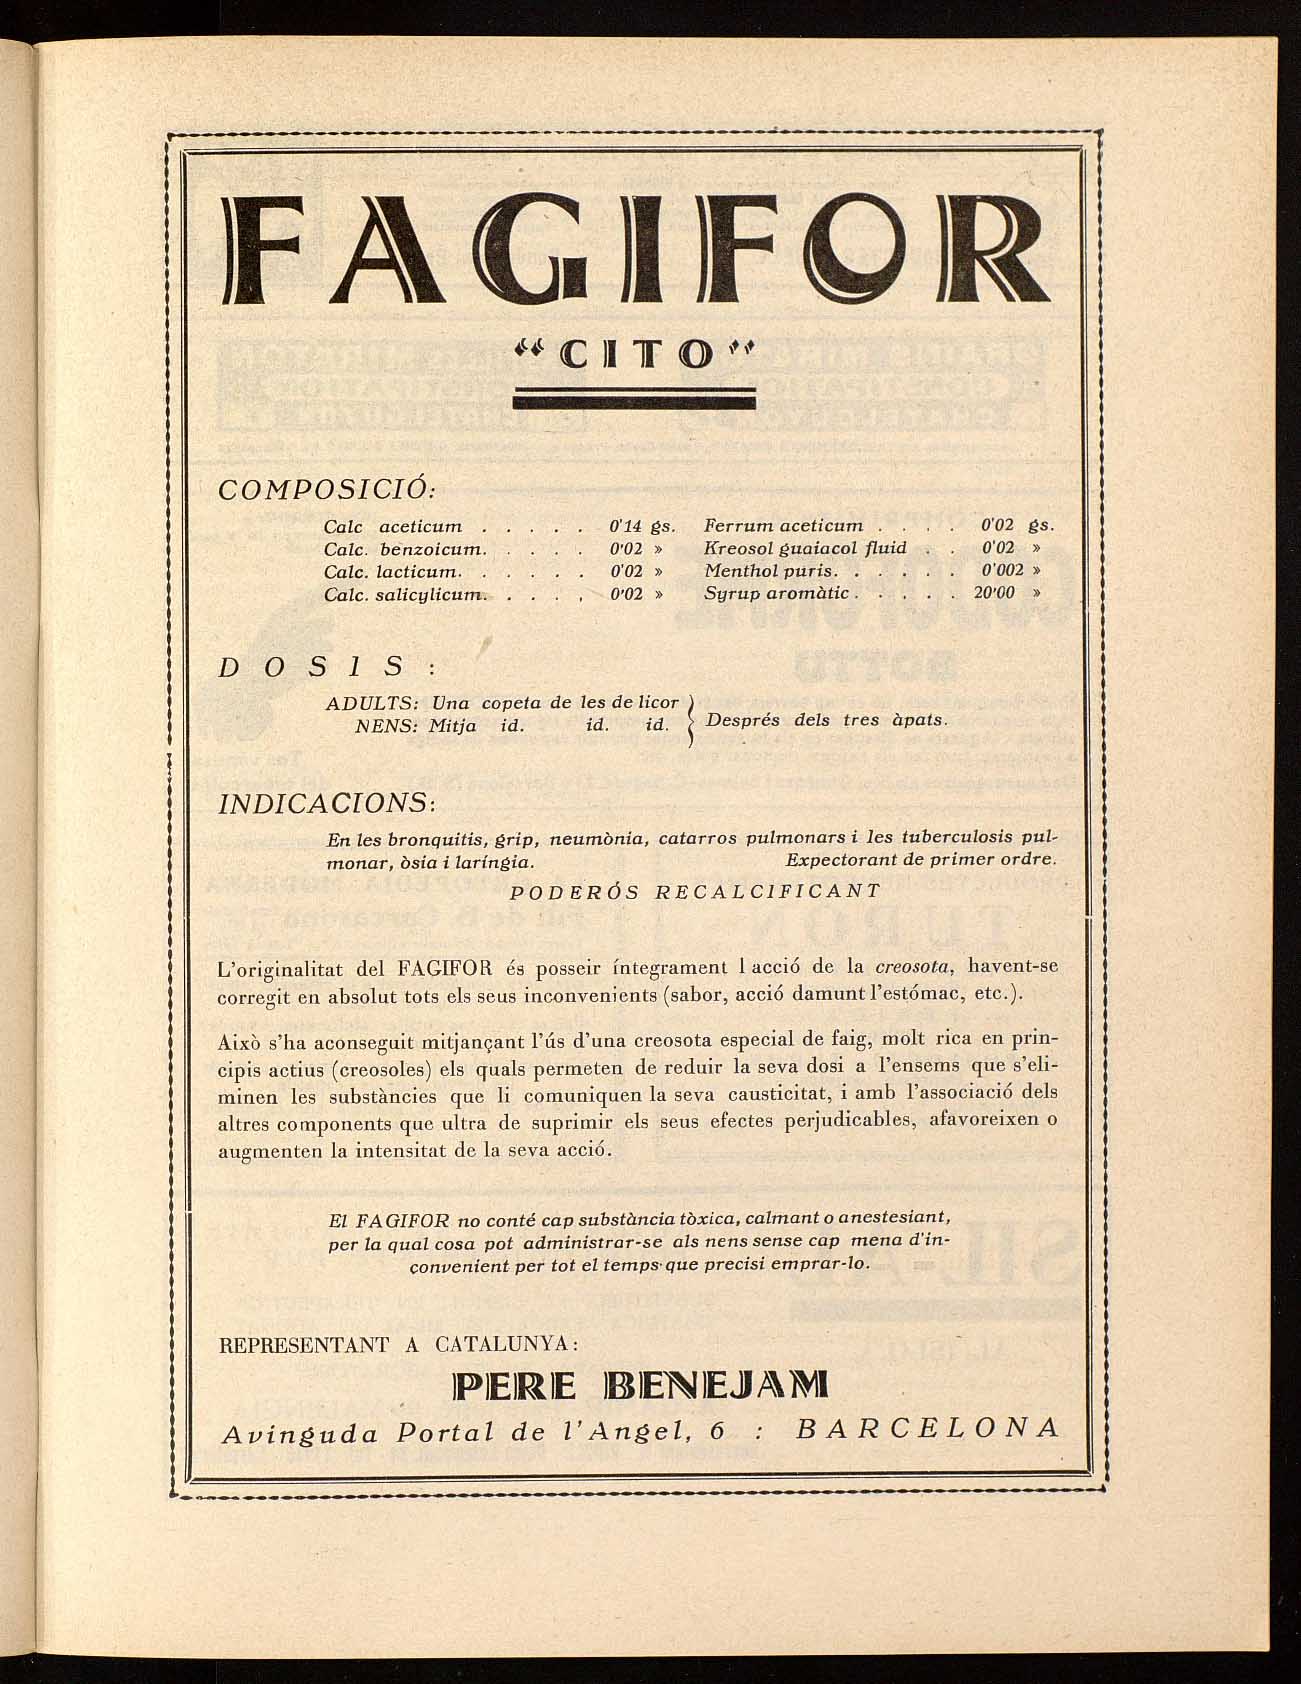 FAGIFOR
"CITO"
COMPOSICIÓ:
Calc aceticum . . . . . 0'14 gs. Ferrum aceticum . . . . 0'02 gs.
Calc. benzoicum. . . . . 0'02 » Kreosol guaiacol fluid . . 0'02 »
Calc. lacticum. . . . . . 0'02 » Menthol puris. . . . . . 0'002 »
Calc. salicylicum. . . . , 0'02 » Syrup aromàtic . . . . . 20'00 »
DOSIS:
ADULTS: Una copeta de les de licor
NENS: Mitja id. id. id.
Després dels tres àpats.
INDICACIONS:
En les bronquitis, grip, neumònia, catarros pulmonars i les tuberculosis pul-
monar, òsia i laríngia. Expectorant de primer ordre.
PODERÓS RECALCIFICANT
L'originalitat del FAGIFOR és posseir íntegrament l acció de la creosota, havent-se
corregit en absolut tots els seus inconvenients (sabor, acció damunt l'estómac, etc.).
Això s'ha aconseguit mitjançant l'ús d'una creosota especial de faig, molt rica en prin-
cipis actius (creosoles) els quals permeten de reduir la seva dosi a l'ensems que s'eli-
minen les substàncies que li comuniquen la seva causticitat, i amb l'associació dels
altres components que ultra de suprimir els seus efectes perjudicables, afavoreixen o
augmenten la intensitat de la seva acció.
El FAGIFOR no conté cap substància tòxica, calmant o anestesiant,
per la qual cosa pot administrar-se als nens sense cap mena d'in-
convenient per tot el temps que precisi emprar-lo.
REPRESENTANT A CATALUNYA:
PERE BENEJAM
Avinguda Portal de l'Angel, 6 : BARCELONA